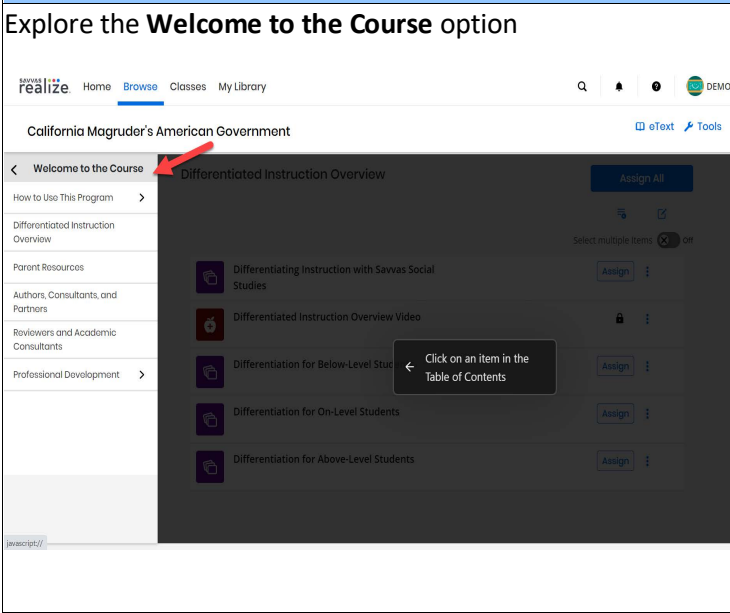 Explore the Welcome to the Course option
SAVVAS
realize. Home Browse Classes My Library
DEMO
California Magruder's American Government
eText Tools
Welcome to the Course
How to Use This Program
Differentiated Instruction
Overview
Parent Resources
Authors, Consultants, and
Partners
Reviewers and Academic
Consultants
Professional Development
Differentiated Instruction Overview
Assign All
Select multiple items Off
Differentiating Instruction with Savvas Social
Studies
Assign
Differentiated Instruction Overview Video
Differentiation for Below-Level
Assign
Click on an item in the
Table of Contents
Differentiation for On-Level Students
Assign
Differentiation for Above-Level Students
Assign
javascript://